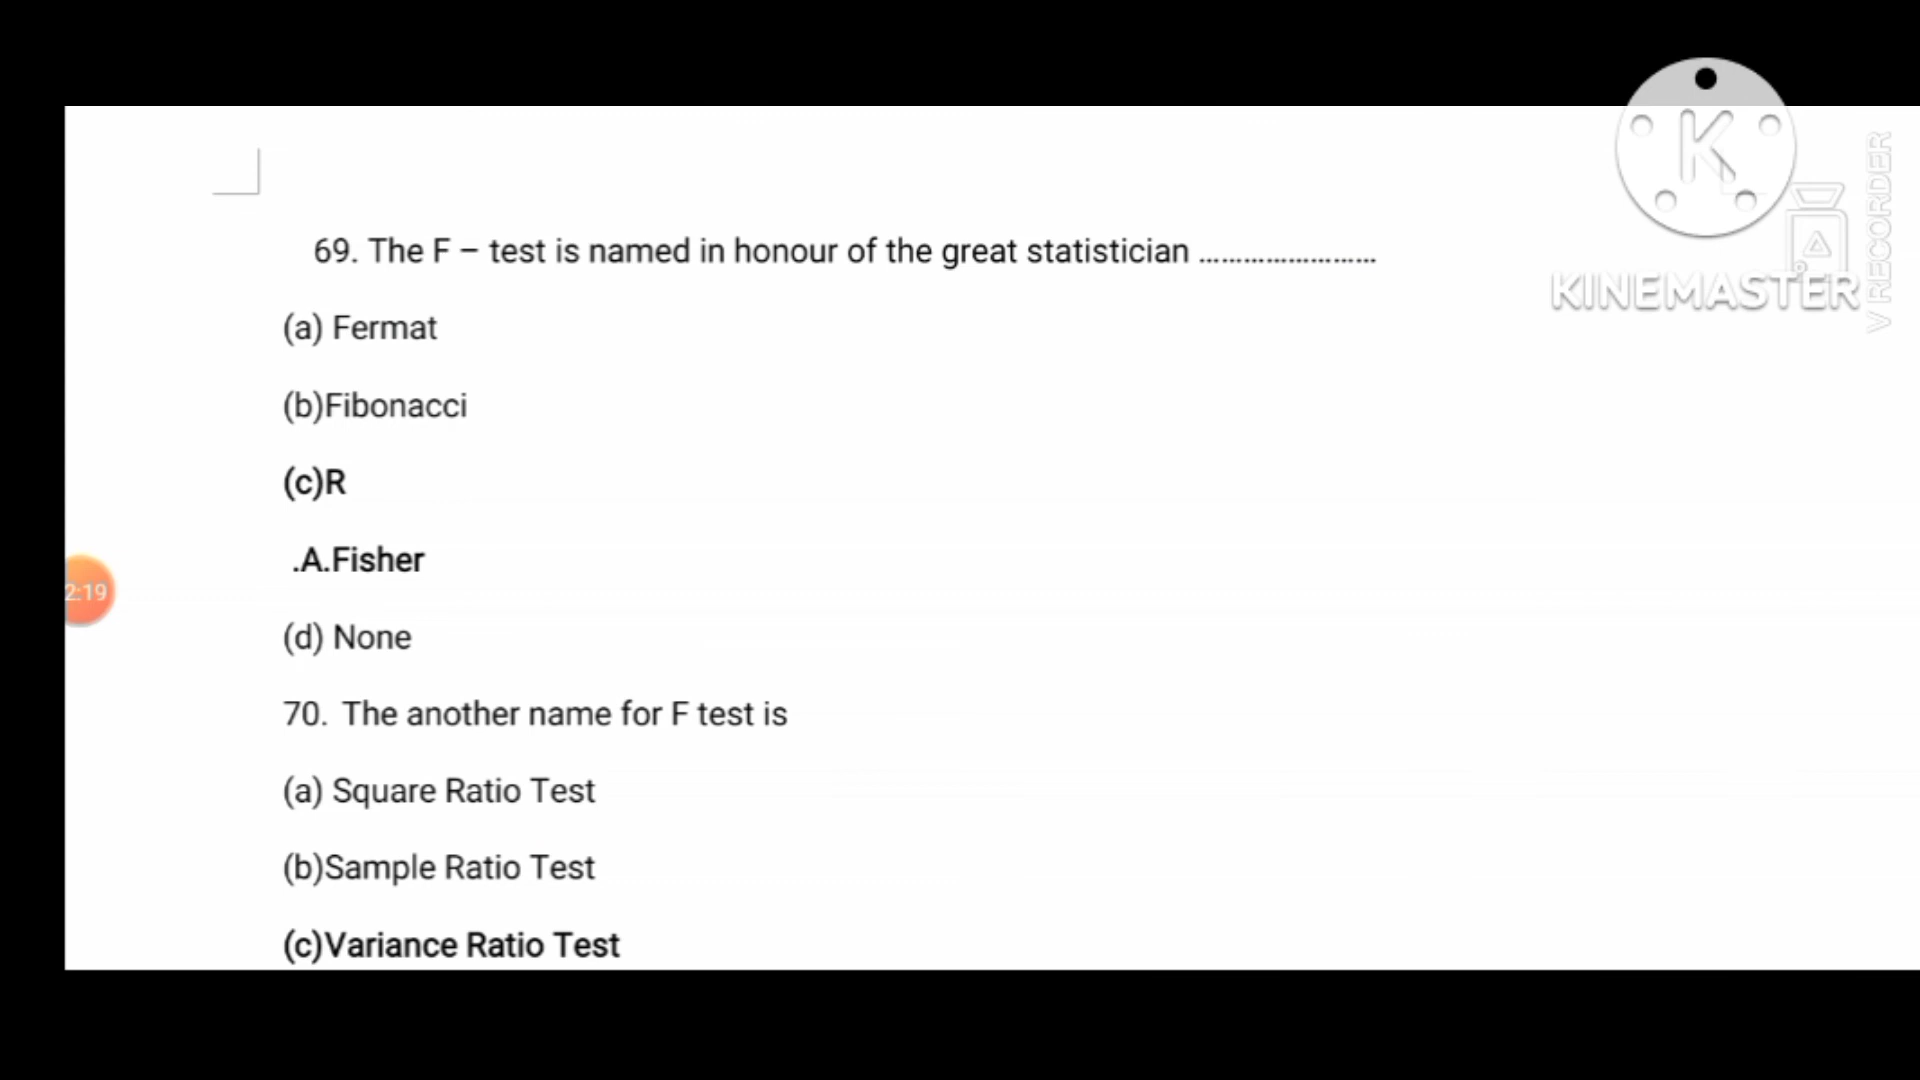 69. The F – test is named in honour of the great statistician ........................
(a) Fermat
(b)Fibonacci
(c)R
.A.Fisher
(d) None
70. The another name for F test is
(a) Square Ratio Test
(b)Sample Ratio Test
(c)Variance Ratio Test
2:19
K
KINEMASTER
V RECORDER